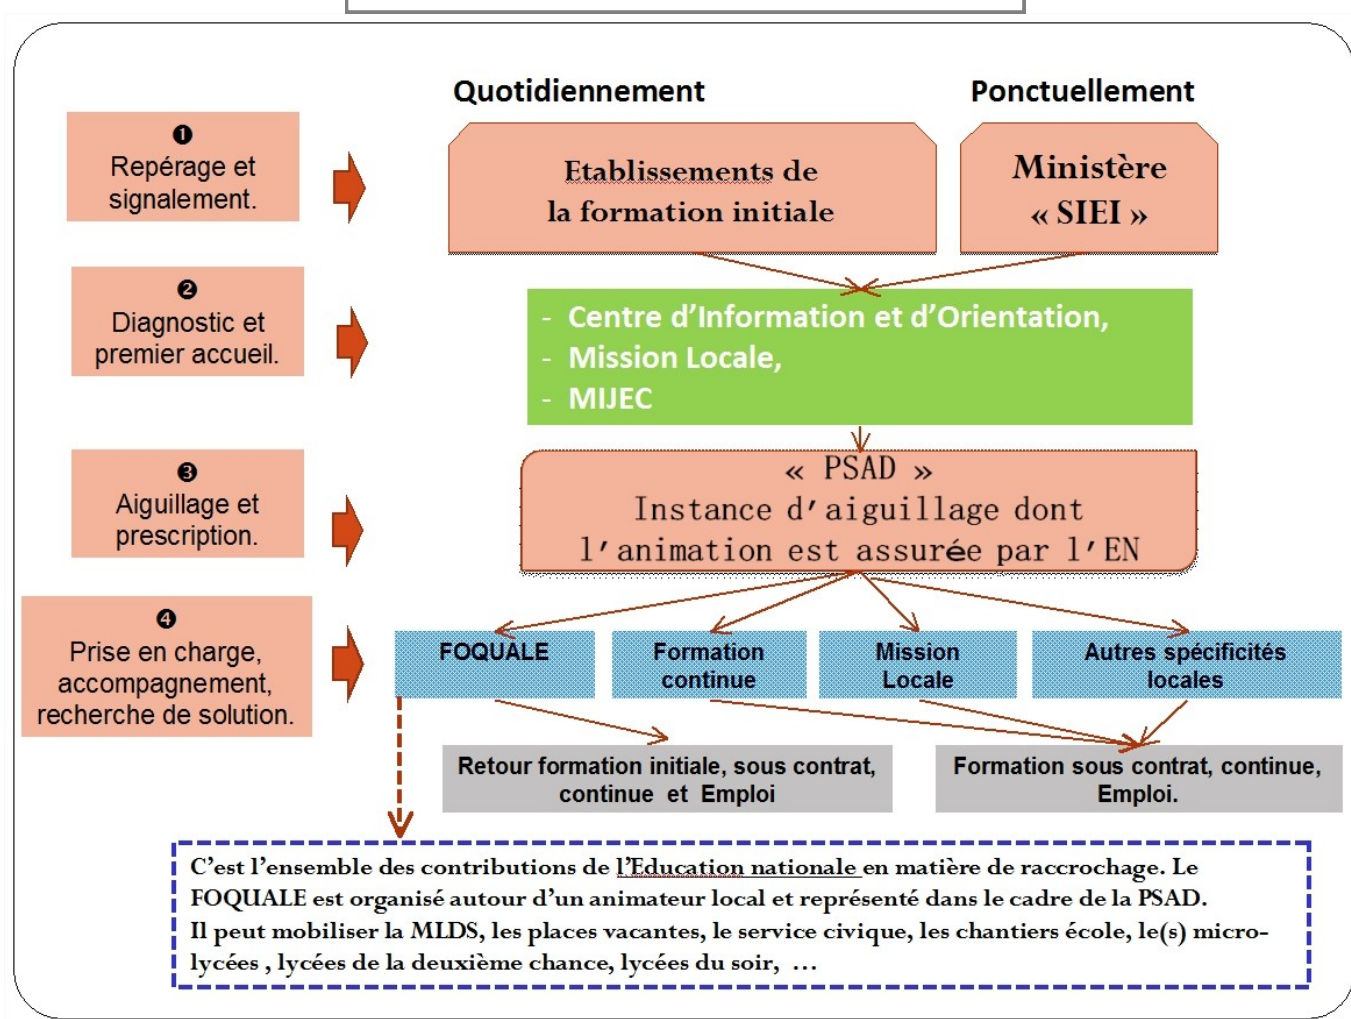 Quotidiennement
Ponctuellement
❶
Repérage et
signalement.
Etablissements de
la formation initiale
Ministère
« SIEI »
❷
Diagnostic et
premier accueil.
- Centre d’Information et d’Orientation,
- Mission Locale,
- MIJEC
❸
Aiguillage et
prescription.
« PSAD »
Instance d’aiguillage dont
l’animation est assurée par l’EN
❹
Prise en charge,
accompagnement,
recherche de solution.
FOQUALE
Formation
continue
Mission
Locale
Autres spécificités
locales
Retour formation initiale, sous contrat,
continue et Emploi
Formation sous contrat, continue,
Emploi.
C’est l’ensemble des contributions de l’Education nationale en matière de raccrochage. Le
FOQUALE est organisé autour d’un animateur local et représenté dans le cadre de la PSAD.
Il peut mobiliser la MLDS, les places vacantes, le service civique, les chantiers école, le(s) micro-
lycées , lycées de la deuxième chance, lycées du soir, …